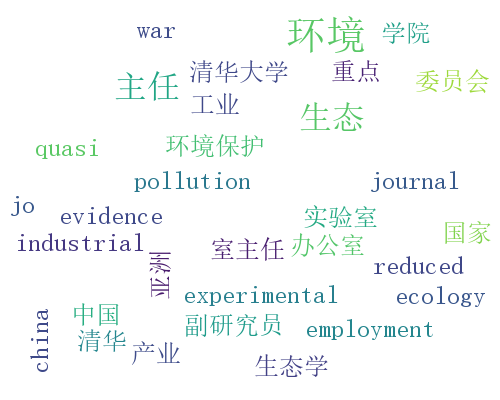 war
环境
学院
主任
清华大学
重点
委员会
工业
生态
quasi
环境保护
pollution
journal
jo
evidence
实验室
国家
industrial
亚洲
室主任
办公室
reduced
experimental
ecology
china
中国
副研究员
employment
清华
产业
生态学